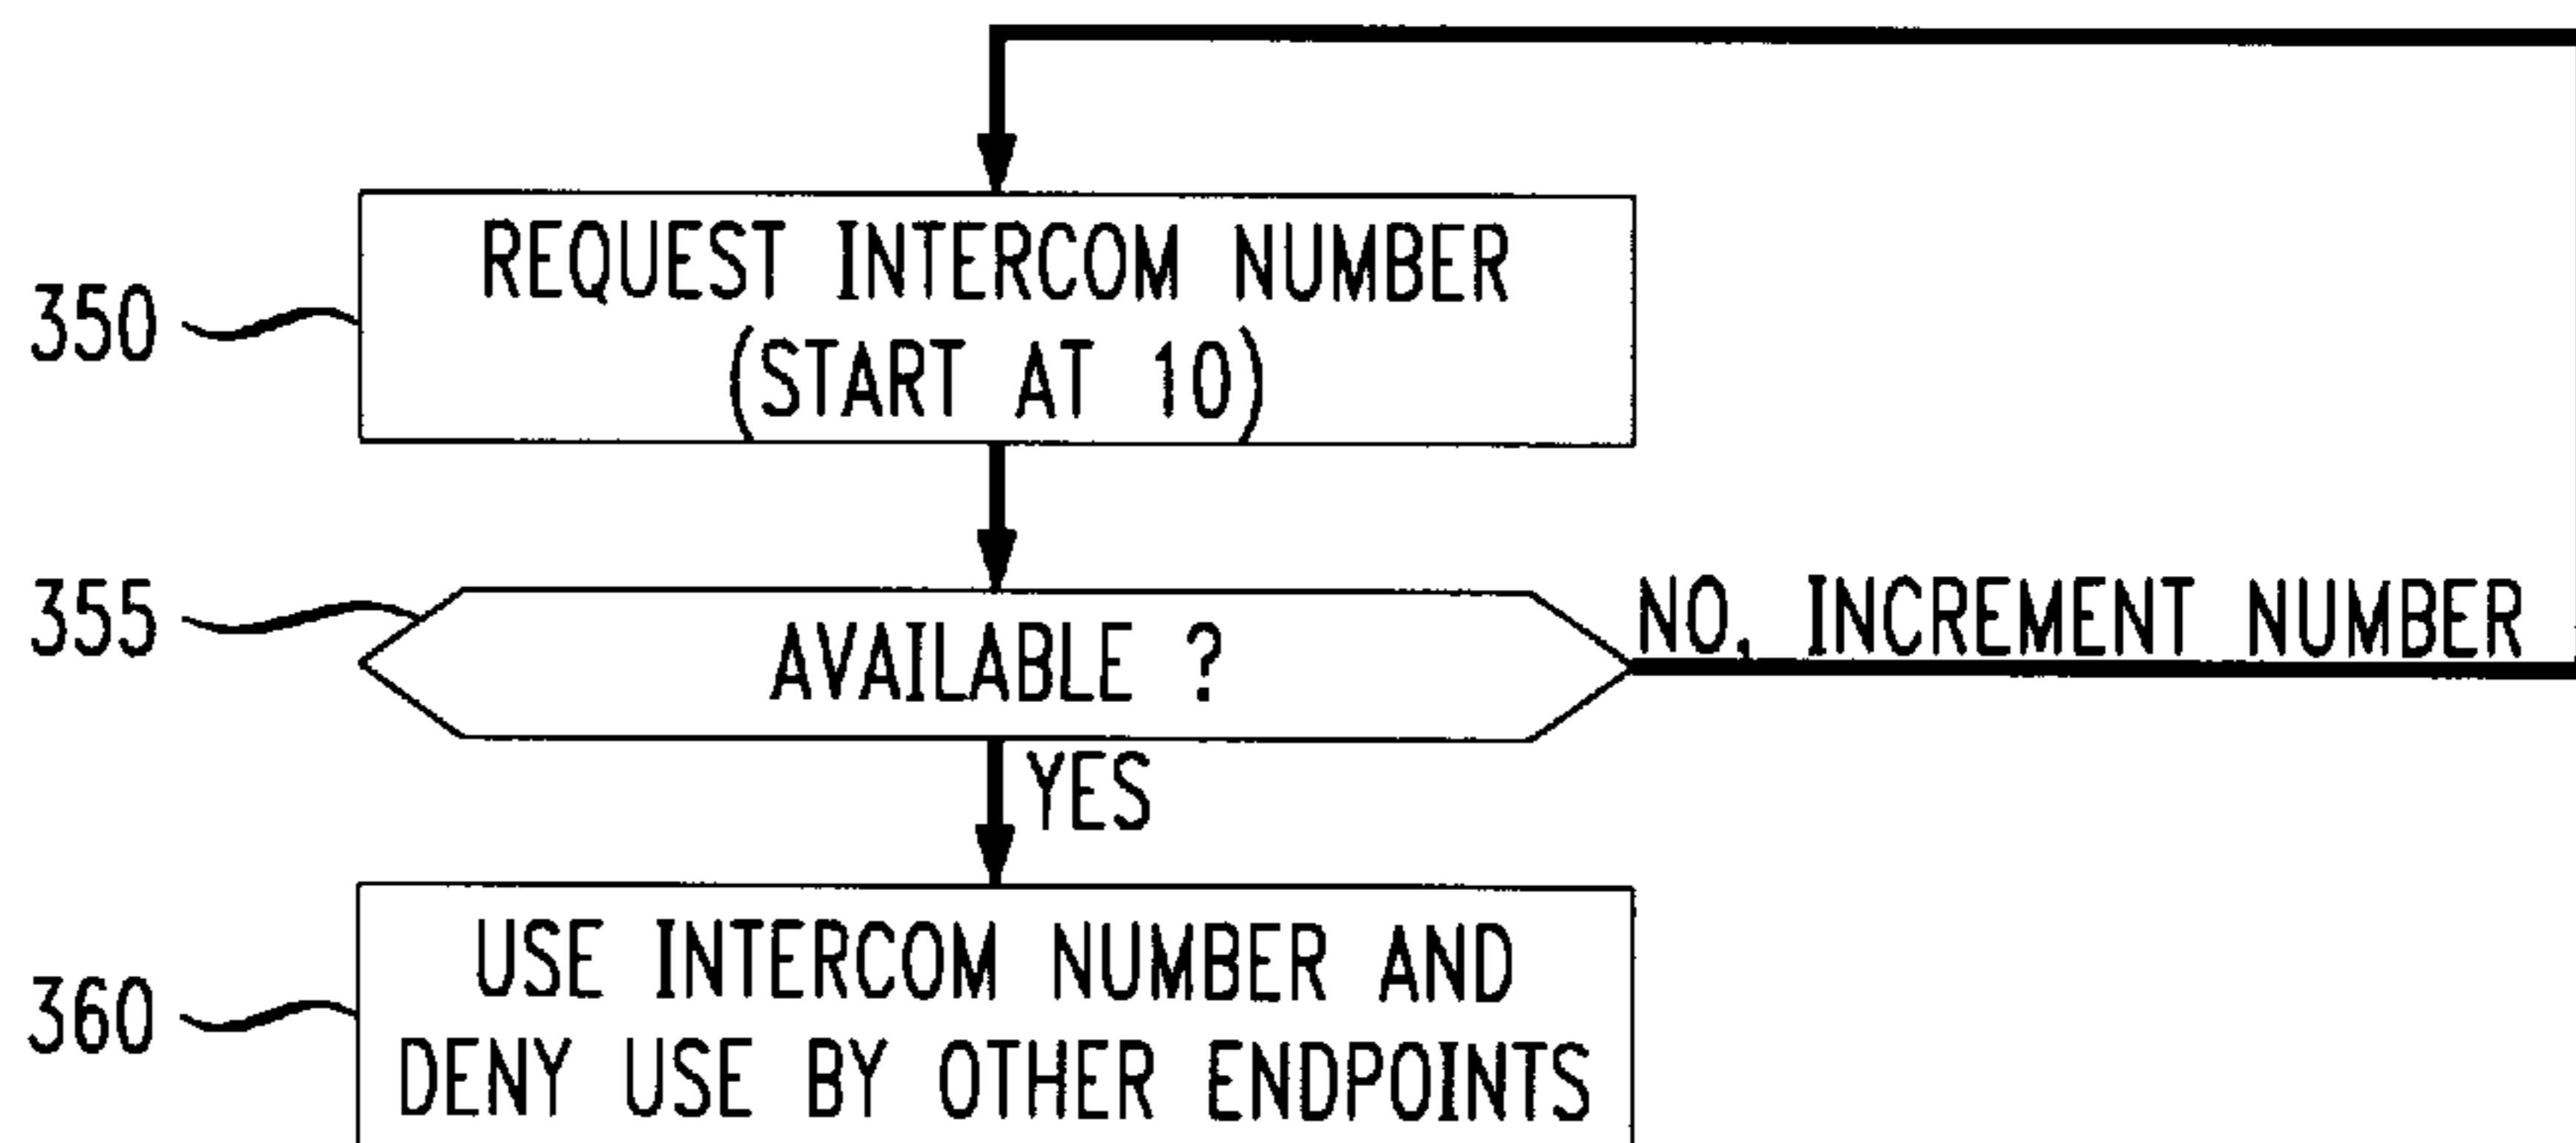 350
REQUEST INTERCOM NUMBER
(START AT 10)
355
AVAILABLE ?
NO, INCREMENT NUMBER
YES
360
USE INTERCOM NUMBER AND
DENY USE BY OTHER ENDPOINTS